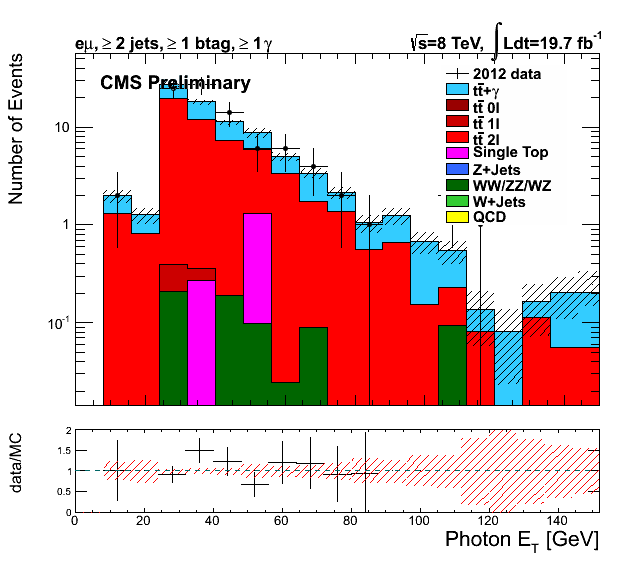 eμ, ≥ 2 jets, ≥ 1 btag, ≥ 1γ
√s=8 TeV, ∫Ldt=19.7 fb⁻¹
CMS Preliminary
2012 data
tt̄+γ
tt̄ 0l
tt̄ 1l
tt̄ 2l
Single Top
Z+Jets
WW/ZZ/WZ
W+Jets
QCD
Number of Events
10
1
10⁻¹
data/MC
2
1.5
1
0.5
0
0 20 40 60 80 100 120 140
Photon E_T [GeV]